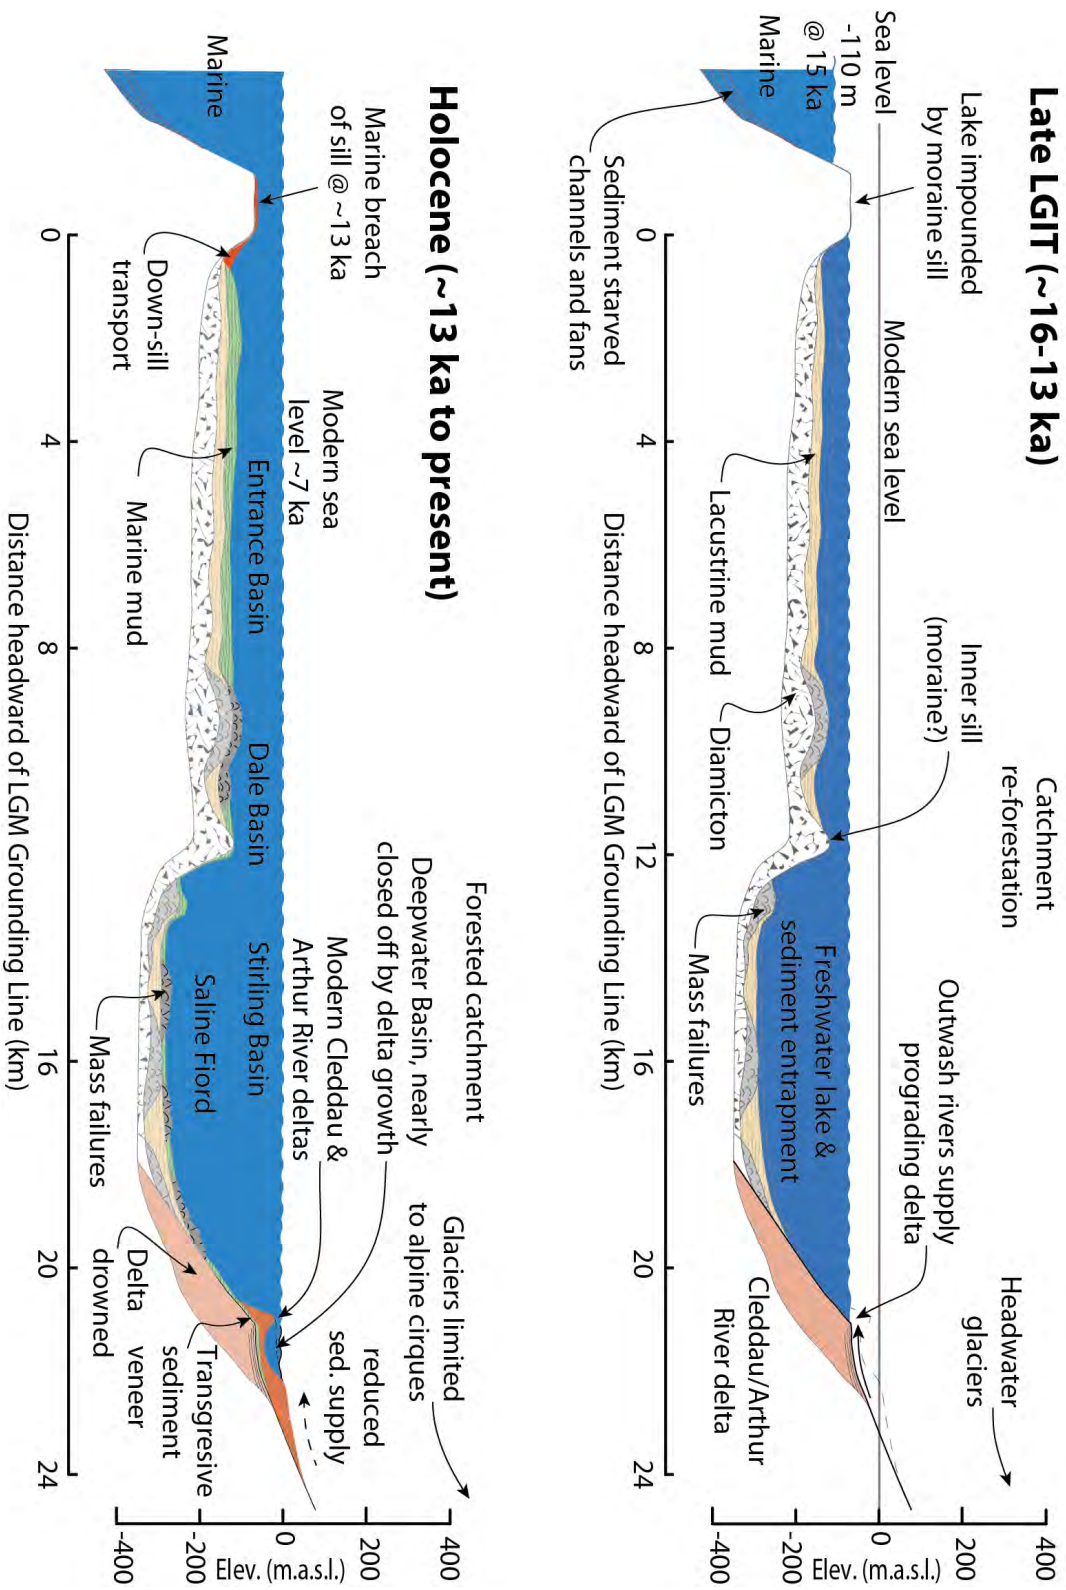 Late LGIT (~16-13 ka)
Lake impounded
by moraine sill
Sea level
-110 m
@ 15 ka
Marine
Modern sea level
Sediment starved
channels and fans
Lacustrine mud
Diamicton
Inner sill
(moraine?)
Catchment
re-forestation
Mass failures
Freshwater lake &
sediment entrapment
Outwash rivers supply
prograding delta
Headwater
glaciers
Cleddau/Arthur
River delta
0
4
8
12
16
20
24
Distance headward of LGM Grounding Line (km)
400
200
0
-200
-400
Elev. (m.a.s.l.)
Holocene (~13 ka to present)
Marine breach
of sill @ ~13 ka
Marine
Modern sea
level ~7 ka
Down-sill
transport
Marine mud
Entrance Basin
Dale Basin
Stirling Basin
Saline Fiord
Mass failures
Forested catchment
Deepwater Basin, nearly
closed off by delta growth
Modern Cleddau &
Arthur River deltas
Glaciers limited
to alpine cirques
reduced
sed. supply
Delta
drowned
Transgresive
sediment
veneer
0
4
8
12
16
20
24
Distance headward of LGM Grounding Line (km)
400
200
0
-200
-400
Elev. (m.a.s.l.)